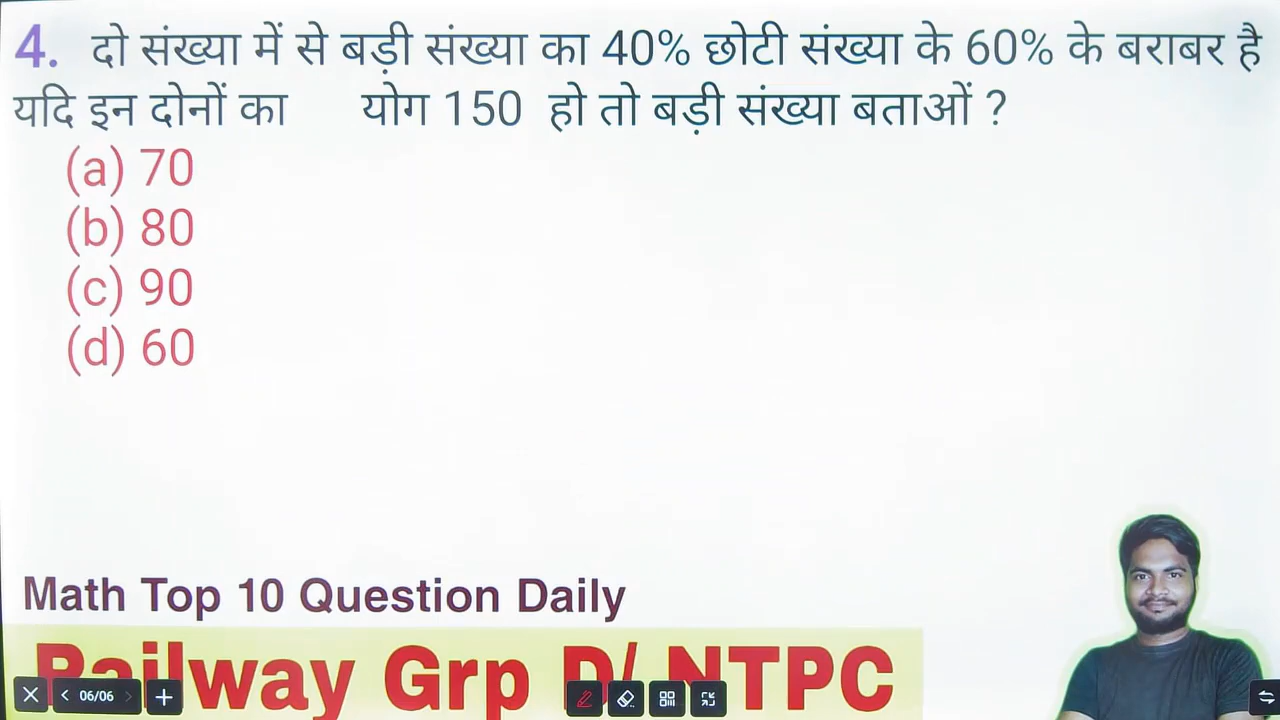 4. दो संख्या में से बड़ी संख्या का 40% छोटी संख्या के 60% के बराबर है
यदि इन दोनों का योग 150 हो तो बड़ी संख्या बताओं ?
(a) 70
(b) 80
(c) 90
(d) 60
Math Top 10 Question Daily
Railway Grp D/ NTPC
06/06